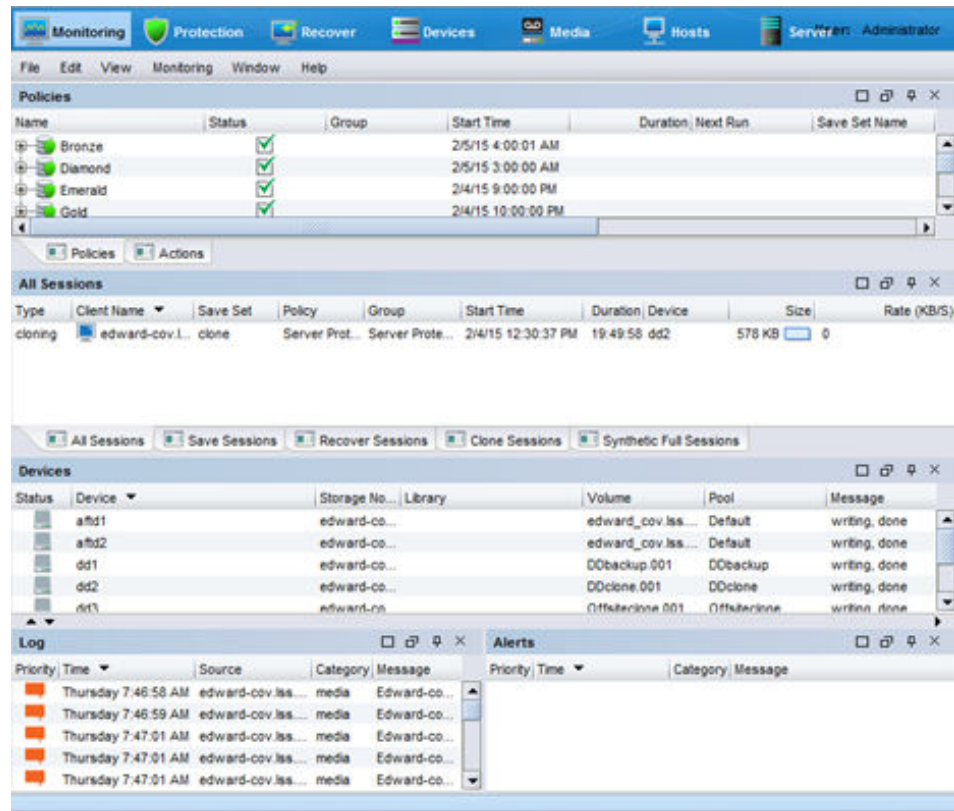 Monitoring Protection Recover Devices Media Hosts Administrator
File Edit View Monitoring Window Help
Policies
Name Status Group Start Time Duration Next Run Save Set Name
Bronze 2/5/15 4:00:01 AM
Diamond 2/5/15 3:00:00 AM
Emerald 2/4/15 9:00:00 PM
Gold 2/4/15 10:00:00 PM
Policies Actions
All Sessions
Type Client Name Save Set Policy Group Start Time Duration Device Size Rate (KB/S)
cloning edward-cov.l... clone Server Prot... Server Prote... 2/4/15 12:30:37 PM 19:49:58 dd2 578 KB 0
All Sessions Save Sessions Recover Sessions Clone Sessions Synthetic Full Sessions
Devices
Status Device Storage No... Library Volume Pool Message
aftd1 edward-co... edward_cov.lss.... Default writing, done
aftd2 edward-co... edward_cov.lss.... Default writing, done
dd1 edward-co... DDbackup.001 DDbackup writing, done
dd2 edward-co... DDclone.001 DDclone writing, done
dd3 edward-co Offsiteclone.001 Offsiteclone writing, done
Log
Priority Time Source Category Message
Thursday 7:46:58 AM edward-cov.lss.... media Edward-co...
Thursday 7:46:59 AM edward-cov.lss.... media Edward-co...
Thursday 7:47:01 AM edward-cov.lss.... media Edward-co...
Thursday 7:47:01 AM edward-cov.lss.... media Edward-co...
Thursday 7:47:01 AM edward-cov.lss.... media Edward-co...
Alerts
Priority Time Category Message